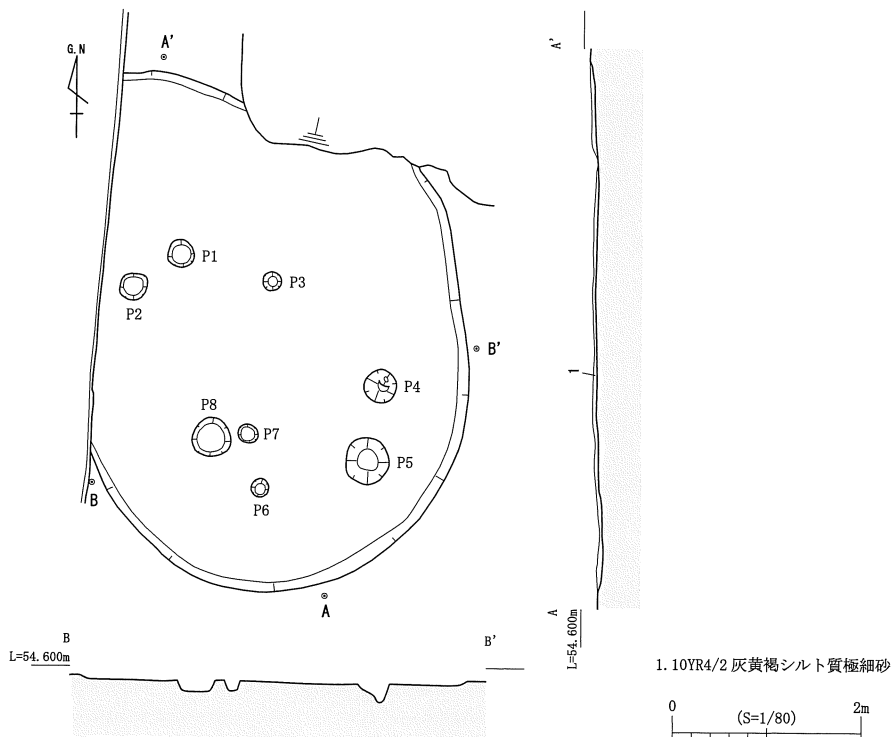 G.N
A'
A'
P1
P3
P2
B'
1
P4
P8
P7
P5
B
P6
A
A
L=54.600m
B
L=54.600m
B'
1.10YR4/2 灰黄褐シルト質極細砂
0
(S=1/80)
2m